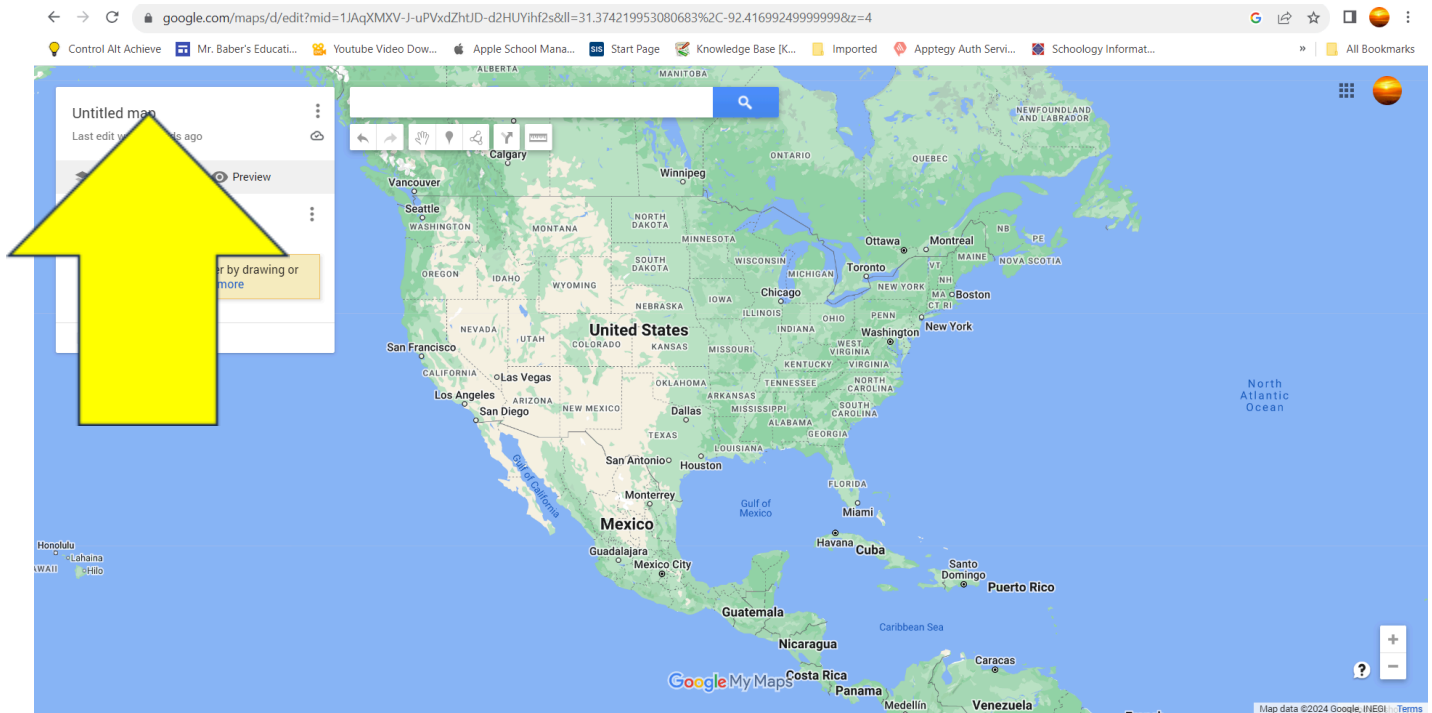 google.com/maps/d/edit?mid=1JAqXMXV-J-uPVxdZhtJD-d2HUYihf2s&ll=31.374219953080683%2C-92.41699249999999&z=4
Control Alt Achieve Mr. Baber's Educati... Youtube Video Dow... Apple School Mana... SIS Start Page Knowledge Base [K... Imported Apptegy Auth Servi... Schoology Informat... » All Bookmarks
ALBERTA
MANITOBA
Untitled map
Last edit ago
NEWFOUNDLAND
AND LABRADOR
Calgary
ONTARIO
QUEBEC
Preview
Winnipeg
Vancouver
Seattle
WASHINGTON
MONTANA
NORTH
DAKOTA
MINNESOTA
Ottawa
Montreal
NB
PE
MAINE
NOVA SCOTIA
OREGON
IDAHO
WYOMING
SOUTH
DAKOTA
WISCONSIN
MICHIGAN
Toronto
VT
NH
by drawing or
more
NEW YORK
MA
Boston
CT RI
NEBRASKA
IOWA
Chicago
ILLINOIS
INDIANA
OHIO
PENN
New York
Washington
NEVADA
UTAH
COLORADO
United States
KANSAS
MISSOURI
WEST
VIRGINIA
San Francisco
KENTUCKY
VIRGINIA
CALIFORNIA
Las Vegas
OKLAHOMA
TENNESSEE
NORTH
CAROLINA
North
Atlantic
Ocean
Los Angeles
ARIZONA
NEW MEXICO
ARKANSAS
San Diego
Dallas
MISSISSIPPI
SOUTH
CAROLINA
ALABAMA
TEXAS
GEORGIA
LOUISIANA
San Antonio
Houston
Gulf of California
FLORIDA
Monterrey
Gulf of
Mexico
Miami
Mexico
Honolulu
Lahaina
WAII
Hilo
Guadalajara
Mexico City
Havana
Cuba
Santo
Domingo
Puerto Rico
Guatemala
Caribbean Sea
Nicaragua
Caracas
Google My Maps
Costa Rica
Panama
Medellín
Venezuela
Map data ©2024 Google, INEGI Terms